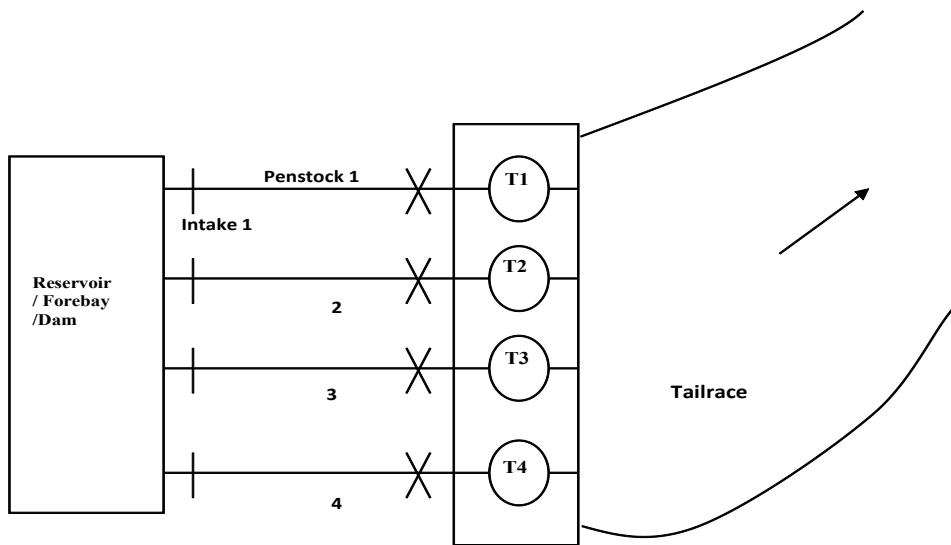 Penstock 1
T1
Intake 1
T2
Reservoir
/ Forebay
/Dam
2
T3
3
Tailrace
T4
4